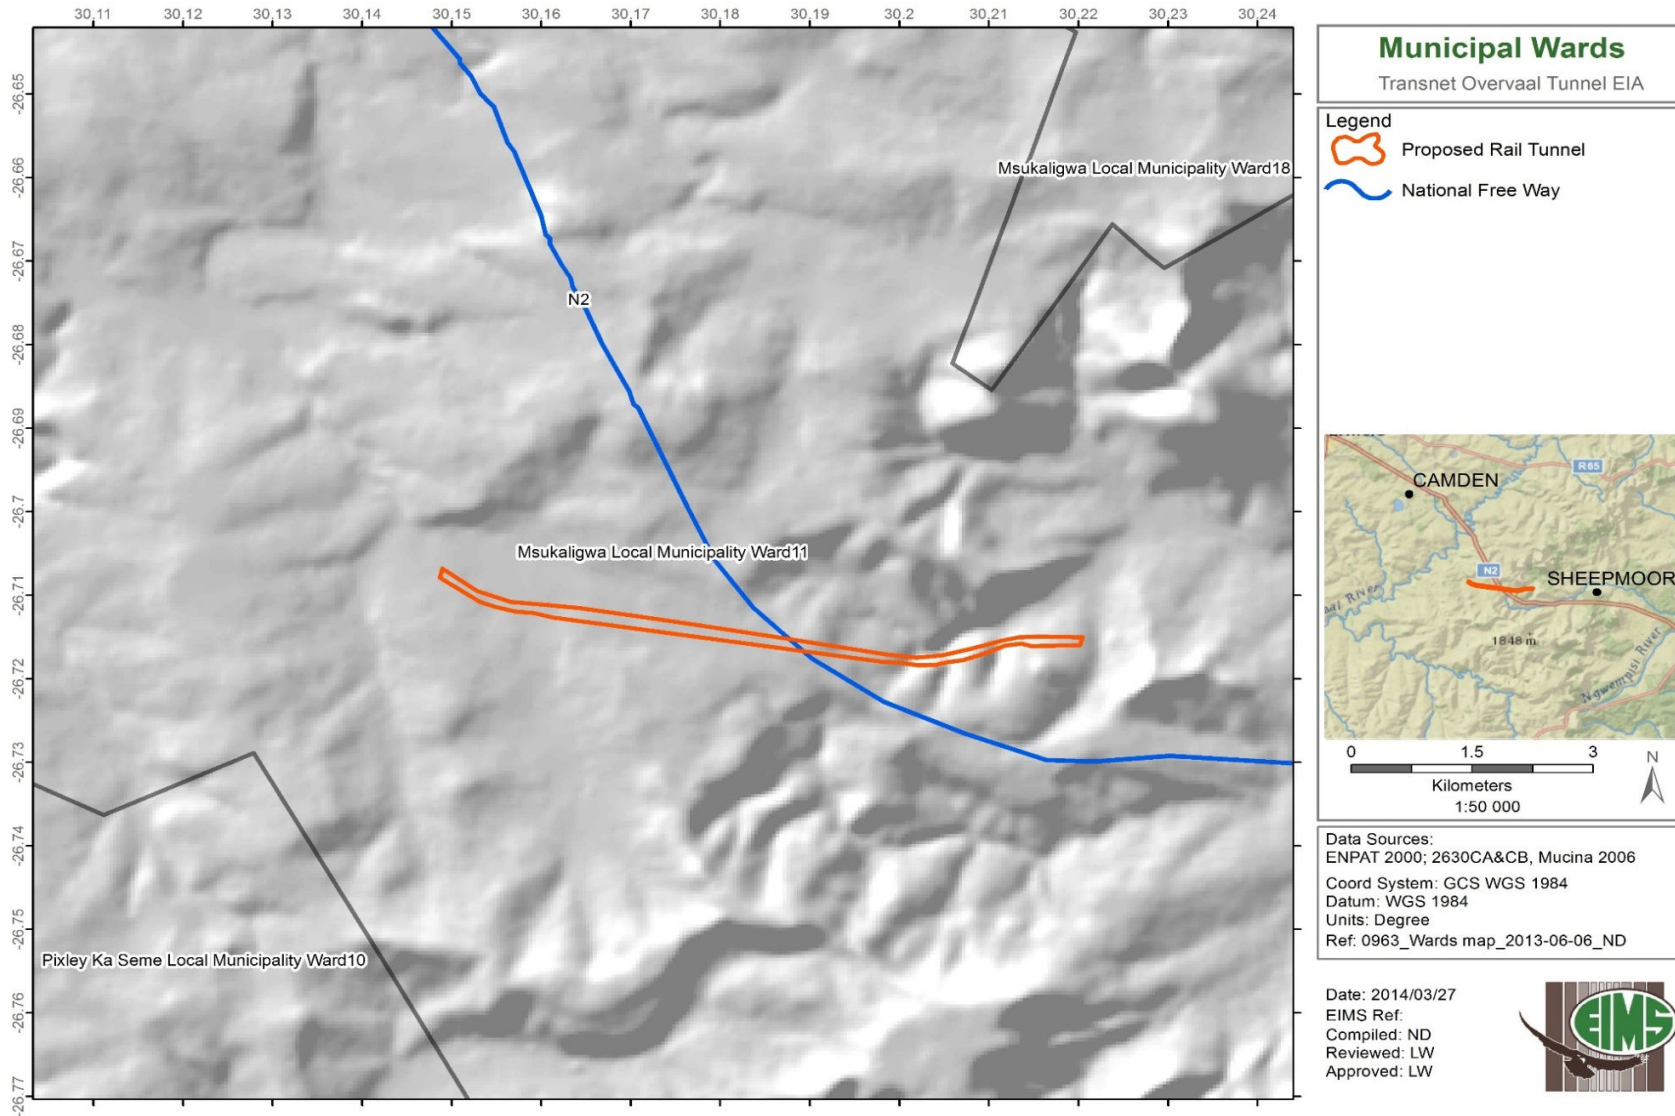 30.11 30.12 30.13 30.14 30.15 30.16 30.17 30.18 30.19 30.2 30.21 30.22 30.23 30.24
-26.65
-26.66
-26.67
-26.68
-26.69
-26.7
-26.71
-26.72
-26.73
-26.74
-26.75
-26.76
-26.77
Msukaligwa Local Municipality Ward18
N2
Msukaligwa Local Municipality Ward11
Pixley Ka Seme Local Municipality Ward10
Municipal Wards
Transnet Overvaal Tunnel EIA
Legend
Proposed Rail Tunnel
National Free Way
R65
CAMDEN
N2
SHEEPMOOR
River
1848 m
Ngwempisi River
0 1.5 3
Kilometers
1:50 000
N
Data Sources:
ENPAT 2000; 2630CA&CB, Mucina 2006
Coord System: GCS WGS 1984
Datum: WGS 1984
Units: Degree
Ref: 0963_Wards map_2013-06-06_ND
Date: 2014/03/27
EIMS Ref:
Compiled: ND
Reviewed: LW
Approved: LW
EIMS